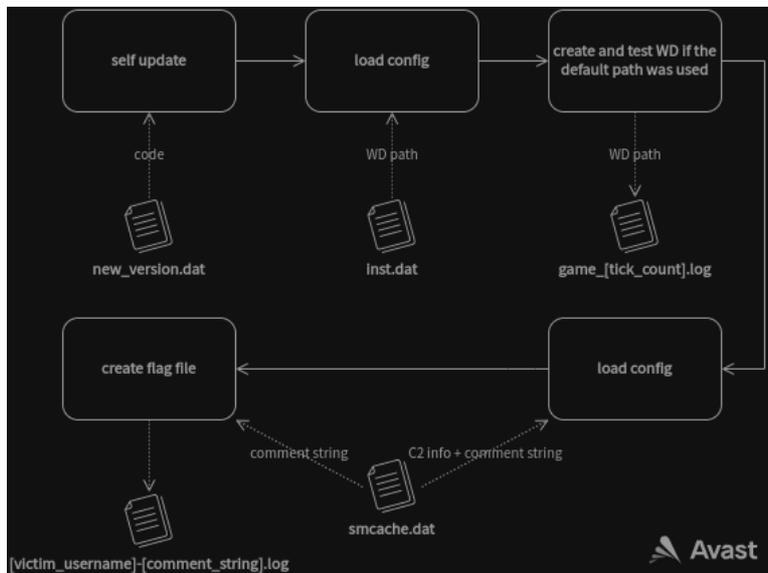 self update
load config
create and test WD if the
default path was used
code
WD path
WD path
new_version.dat
inst.dat
game_[tick_count].log
create flag file
load config
comment string
C2 info + comment string
smcache.dat
Avast
[victim_username]-[comment_string].log